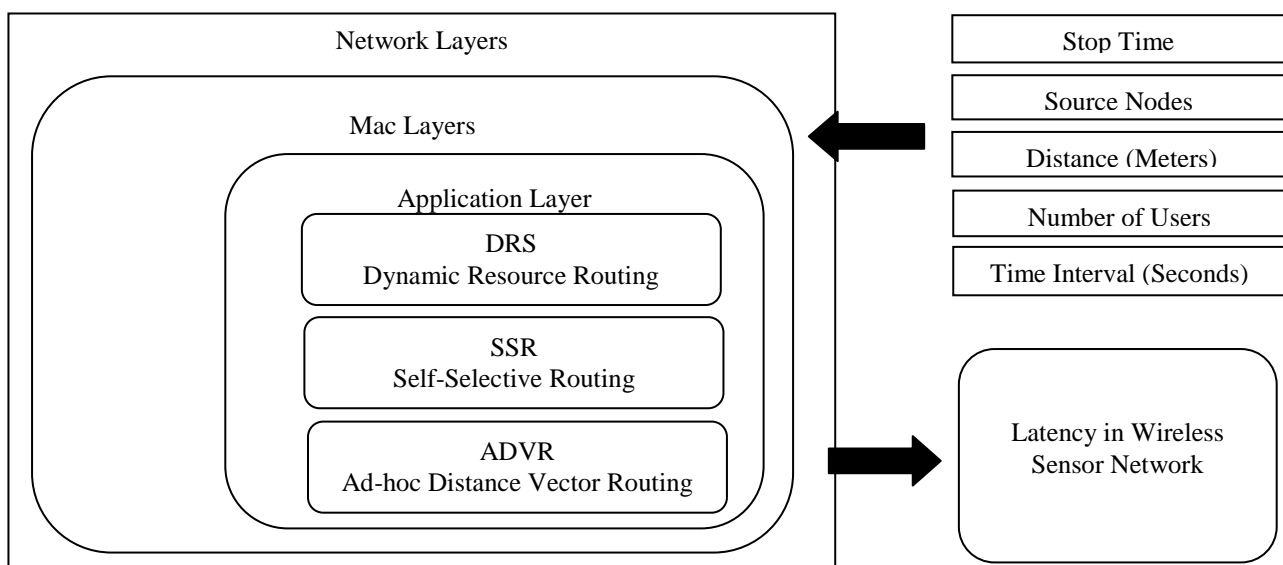 Network Layers
Mac Layers
Application Layer
DRS
Dynamic Resource Routing
SSR
Self-Selective Routing
ADVR
Ad-hoc Distance Vector Routing
Stop Time
Source Nodes
Distance (Meters)
Number of Users
Time Interval (Seconds)
Latency in Wireless
Sensor Network